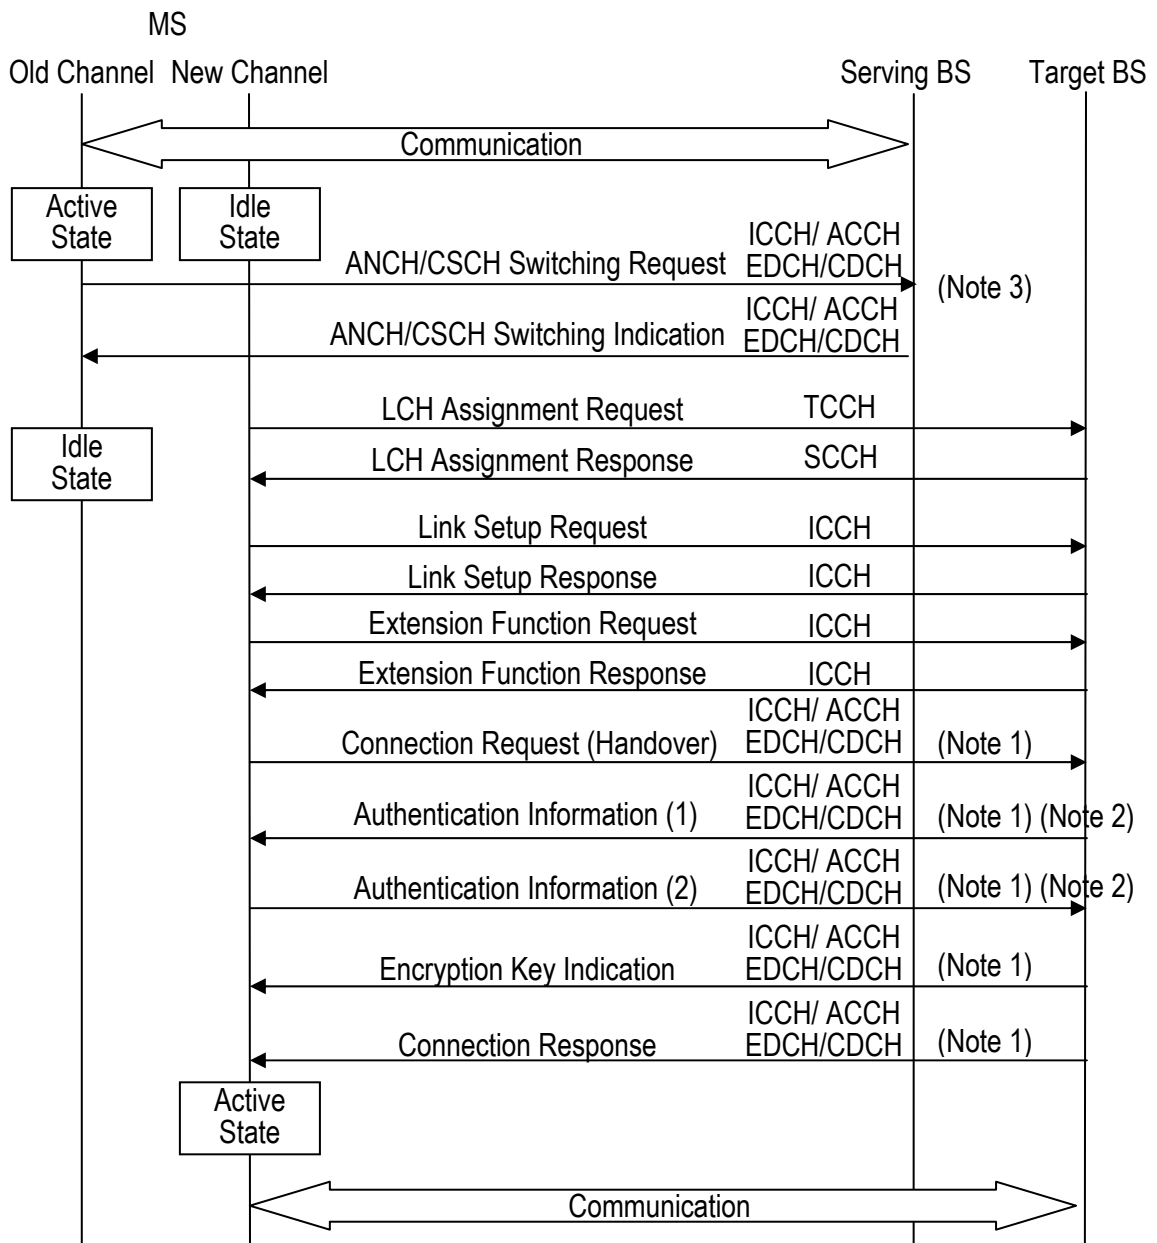 MS
Old Channel New Channel Serving BS Target BS
Communication
Active
State
Idle
State
ICCH/ ACCH
ANCH/CSCH Switching Request EDCH/CDCH
(Note 3)
ICCH/ ACCH
ANCH/CSCH Switching Indication EDCH/CDCH
LCH Assignment Request TCCH
Idle
State
LCH Assignment Response SCCH
Link Setup Request ICCH
Link Setup Response ICCH
Extension Function Request ICCH
Extension Function Response ICCH
ICCH/ ACCH
Connection Request (Handover) EDCH/CDCH (Note 1)
ICCH/ ACCH
Authentication Information (1) EDCH/CDCH (Note 1) (Note 2)
ICCH/ ACCH
Authentication Information (2) EDCH/CDCH (Note 1) (Note 2)
ICCH/ ACCH
Encryption Key Indication EDCH/CDCH (Note 1)
ICCH/ ACCH
Connection Response EDCH/CDCH (Note 1)
Active
State
Communication